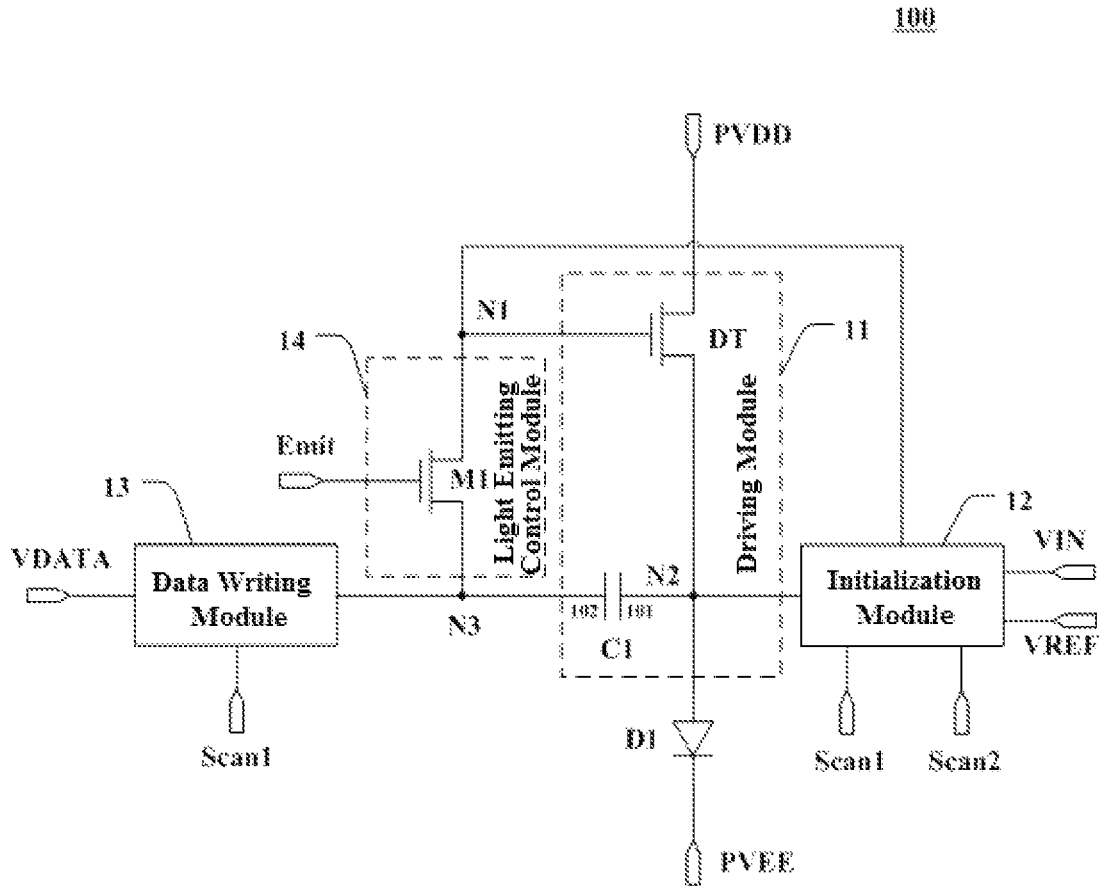 100
PVDD
N1
DT
11
14
Light Emitting
Control Module
Driving Module
Emit
M1
13
12
VDATA
Data Writing
Module
N3
102
101
C1
N2
Initialization
Module
VIN
VREF
Scan1
D1
Scan1
Scan2
PVEE